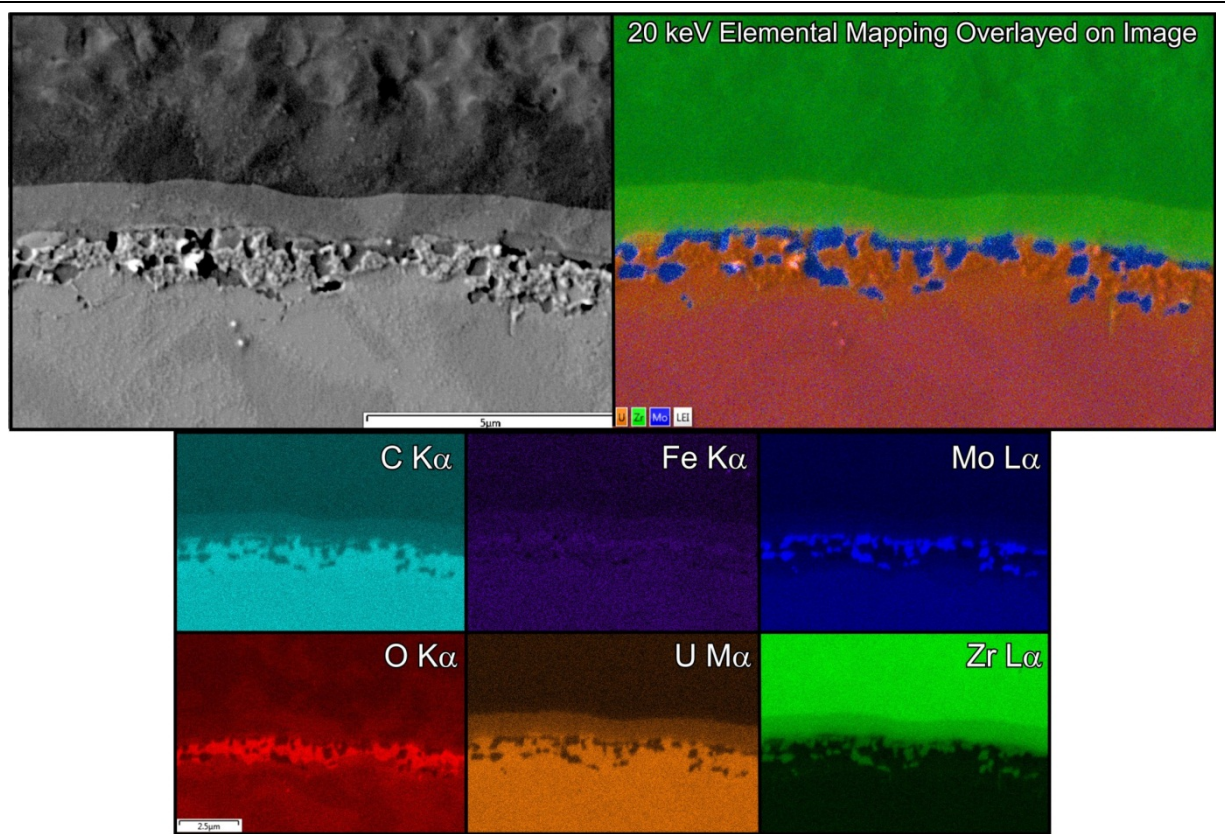 20 keV Elemental Mapping Overlayed on Image
5μm
U Zr Mo LEI
C Kα
Fe Kα
Mo Lα
O Kα
U Mα
Zr Lα
2.5μm